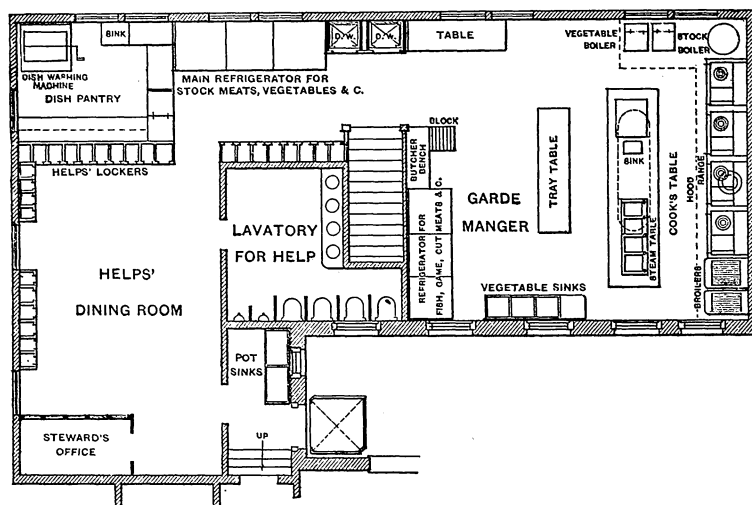 SINK
D.W.
D.W.
TABLE
VEGETABLE
BOILER
STOCK
BOILER
DISH WASHING
MACHINE
DISH PANTRY
MAIN REFRIGERATOR FOR
STOCK MEATS, VEGETABLES & C.
BLOCK
BUTCHER
BENCH
HELPS' LOCKERS
SINK
TRAY TABLE
COOK'S TABLE
HOOD
RANGE
GARDE
MANGER
LAVATORY
FOR HELP
REFRIGERATOR FOR
FISH, GAME, CUT MEATS & C.
STEAM TABLE
HELPS'
DINING ROOM
VEGETABLE SINKS
BROILERS
POT
SINKS
STEWARD'S
OFFICE
UP